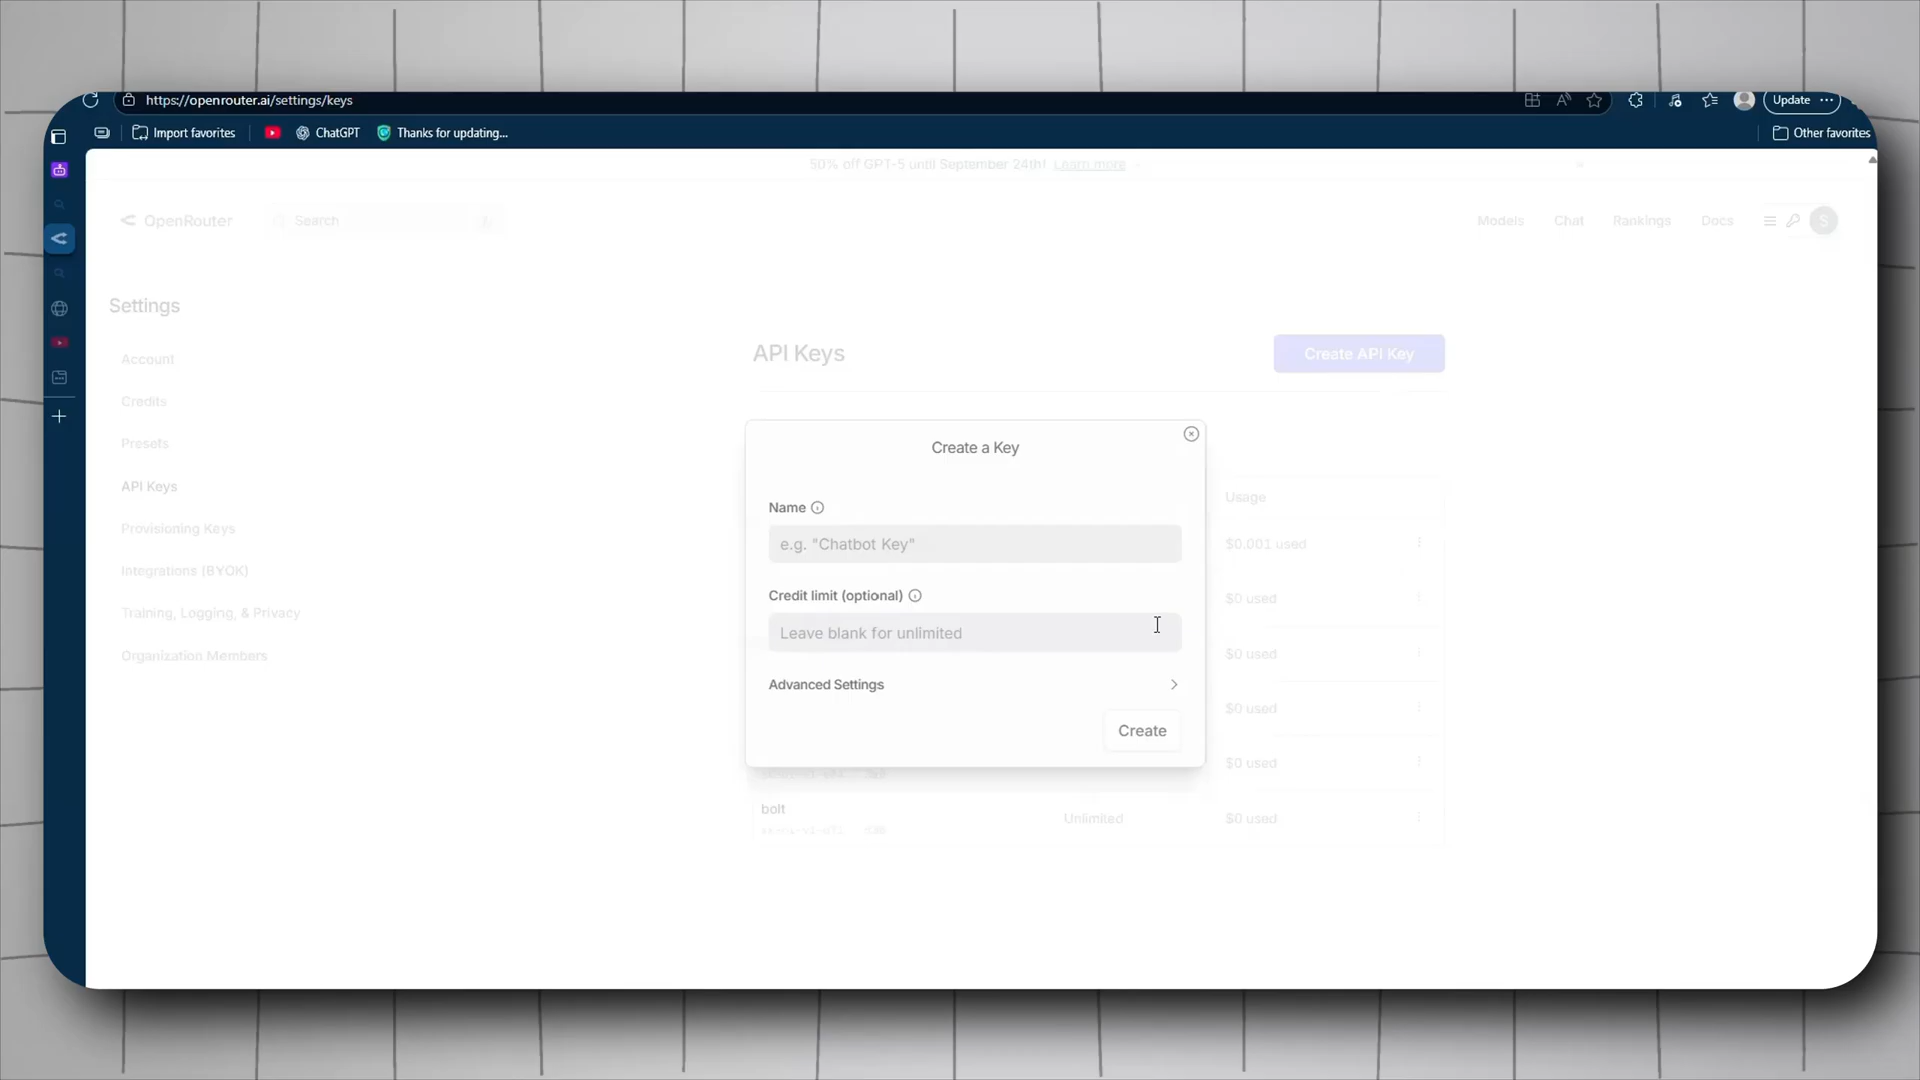 https://openrouter.ai/settings/keys
Update
Import favorites
ChatGPT
Thanks for updating...
Other favorites
50% off GPT-5 until September 24th! Learn more
OpenRouter
Search
Models
Chat
Rankings
Docs
S
Settings
Account
Credits
Presets
API Keys
Provisioning Keys
Integrations (BYOK)
Training, Logging, & Privacy
Organization Members
API Keys
Create API Key
Create a Key
Name
e.g. "Chatbot Key"
Credit limit (optional)
Leave blank for unlimited
Advanced Settings
Create
Usage
$0.001 used
$0 used
$0 used
$0 used
$0 used
bolt
Unlimited
$0 used